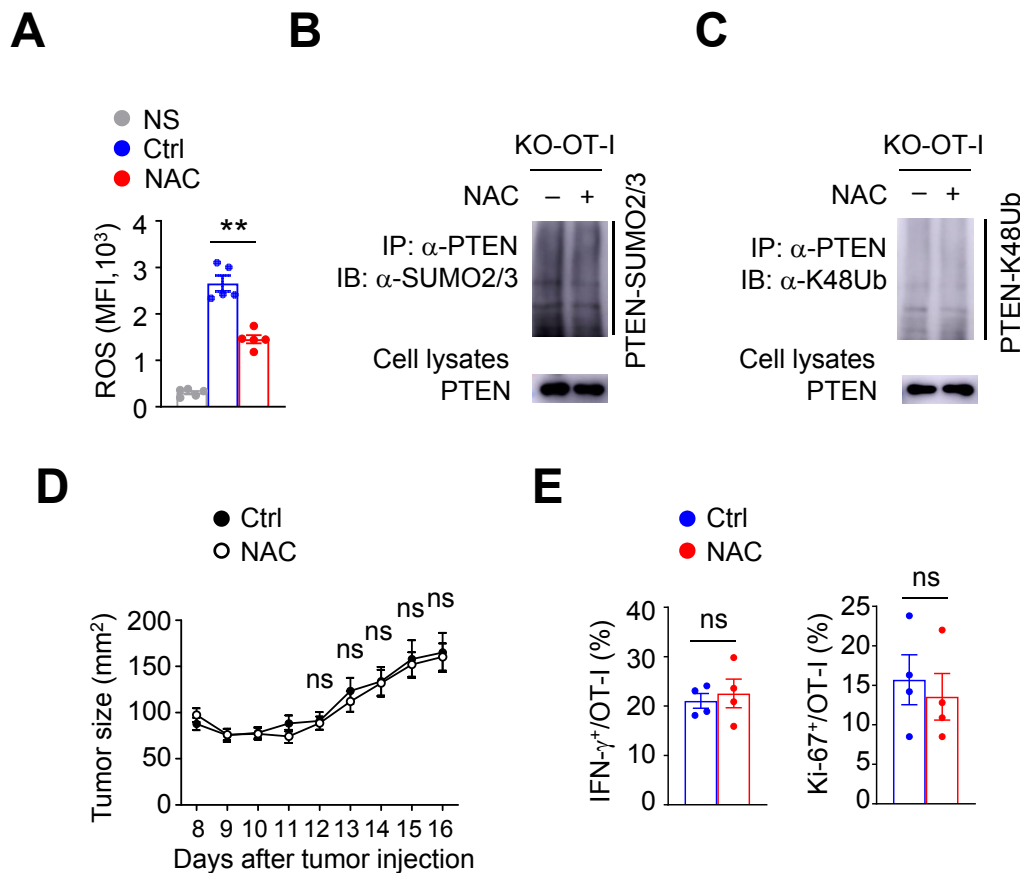 A
NS
Ctrl
NAC
**
ROS (MFI,10³)
4
3
2
1
0
B
KO-OT-I
NAC – +
IP: α-PTEN
IB: α-SUMO2/3
PTEN-SUMO2/3
Cell lysates
PTEN
C
KO-OT-I
NAC – +
IP: α-PTEN
IB: α-K48Ub
PTEN-K48Ub
Cell lysates
PTEN
D
Ctrl
NAC
Tumor size (mm²)
200
150
100
50
0
ns ns ns ns ns
8 9 10 11 12 13 14 15 16
Days after tumor injection
E
Ctrl
NAC
IFN-γ⁺/OT-I (%)
40
30
20
10
0
ns
Ki-67⁺/OT-I (%)
25
20
15
10
5
0
ns